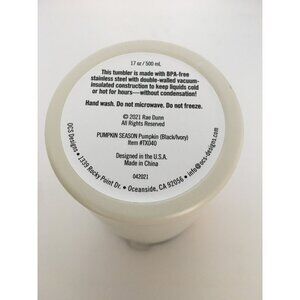 17 oz / 500 mL
This tumbler is made with BPA-free
stainless steel with double-walled vacuum-
insulated construction to keep liquids cold
or hot for hours—without condensation!
Hand wash. Do not microwave. Do not freeze.
© 2021 Rae Dunn
All Rights Reserved
PUMPKIN SEASON Pumpkin (Black/Ivory)
Item #TX040
Designed in the U.S.A.
Made in China
042021
OCS Designs • 1339 Rocky Point Dr. • Oceanside, CA 92056 • info@ocs-designs.com